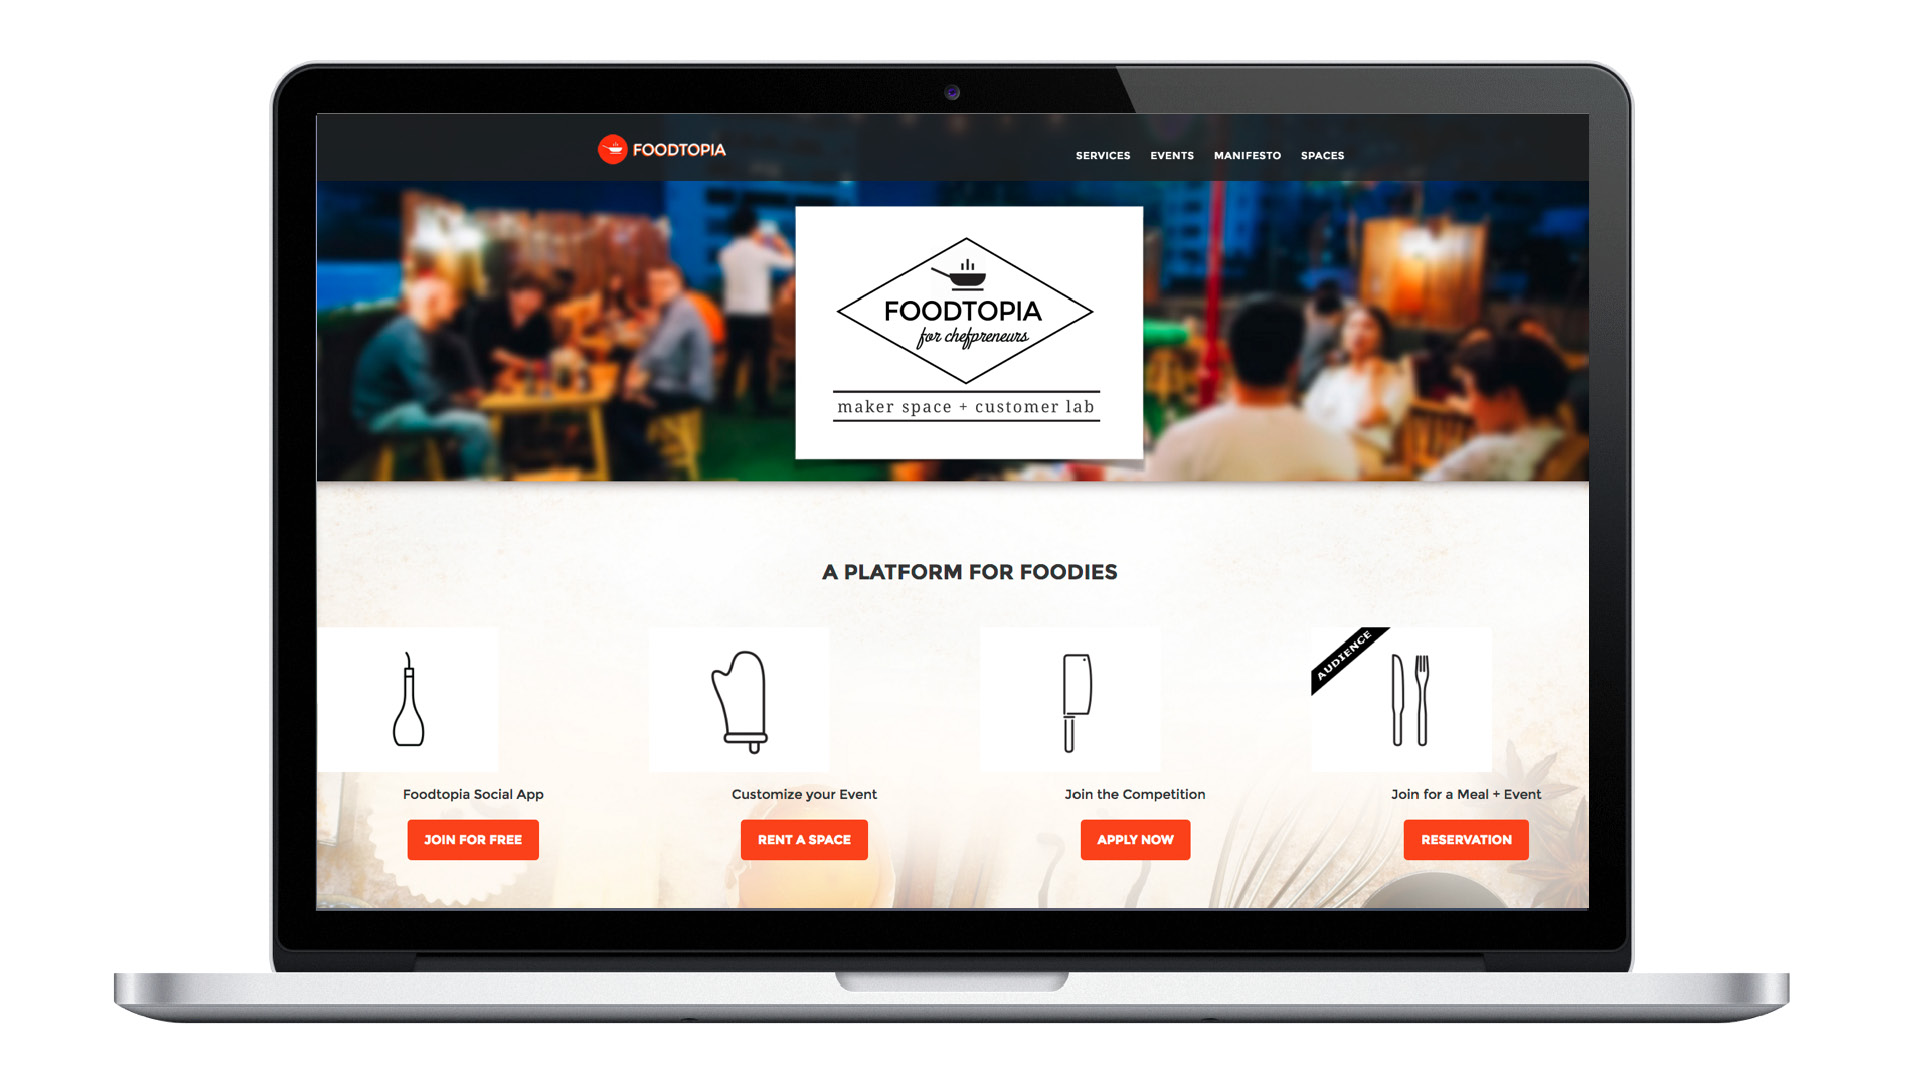 FOODTOPIA
SERVICES EVENTS MANIFESTO SPACES
FOODTOPIA
for chefpreneurs
maker space + customer lab
A PLATFORM FOR FOODIES
AUDIENCE
Foodtopia Social App
JOIN FOR FREE
Customize your Event
RENT A SPACE
Join the Competition
APPLY NOW
Join for a Meal + Event
RESERVATION